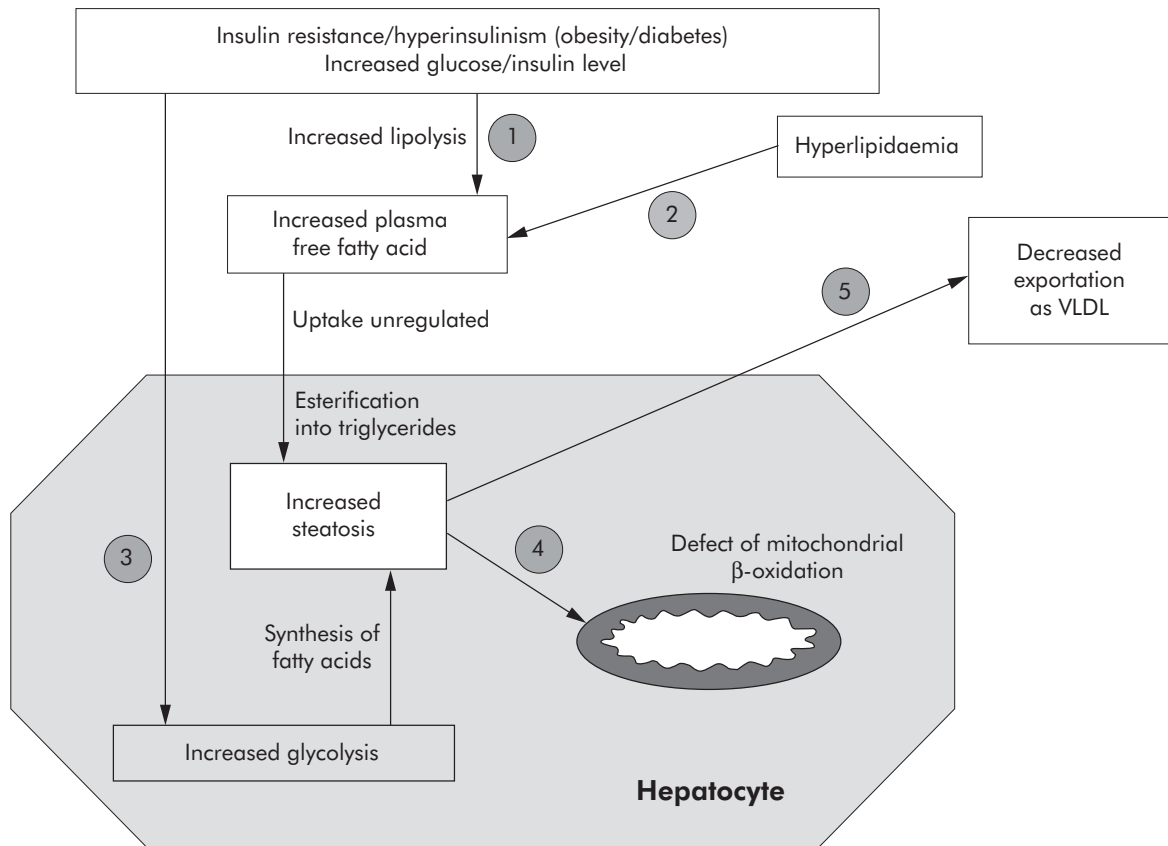 Insulin resistance/hyperinsulinism (obesity/diabetes)
Increased glucose/insulin level
Increased lipolysis
1
Hyperlipidaemia
2
Increased plasma
free fatty acid
Decreased
exportation
as VLDL
5
Uptake unregulated
Esterification
into triglycerides
Increased
steatosis
3
4
Defect of mitochondrial
β-oxidation
Synthesis of
fatty acids
Increased glycolysis
Hepatocyte